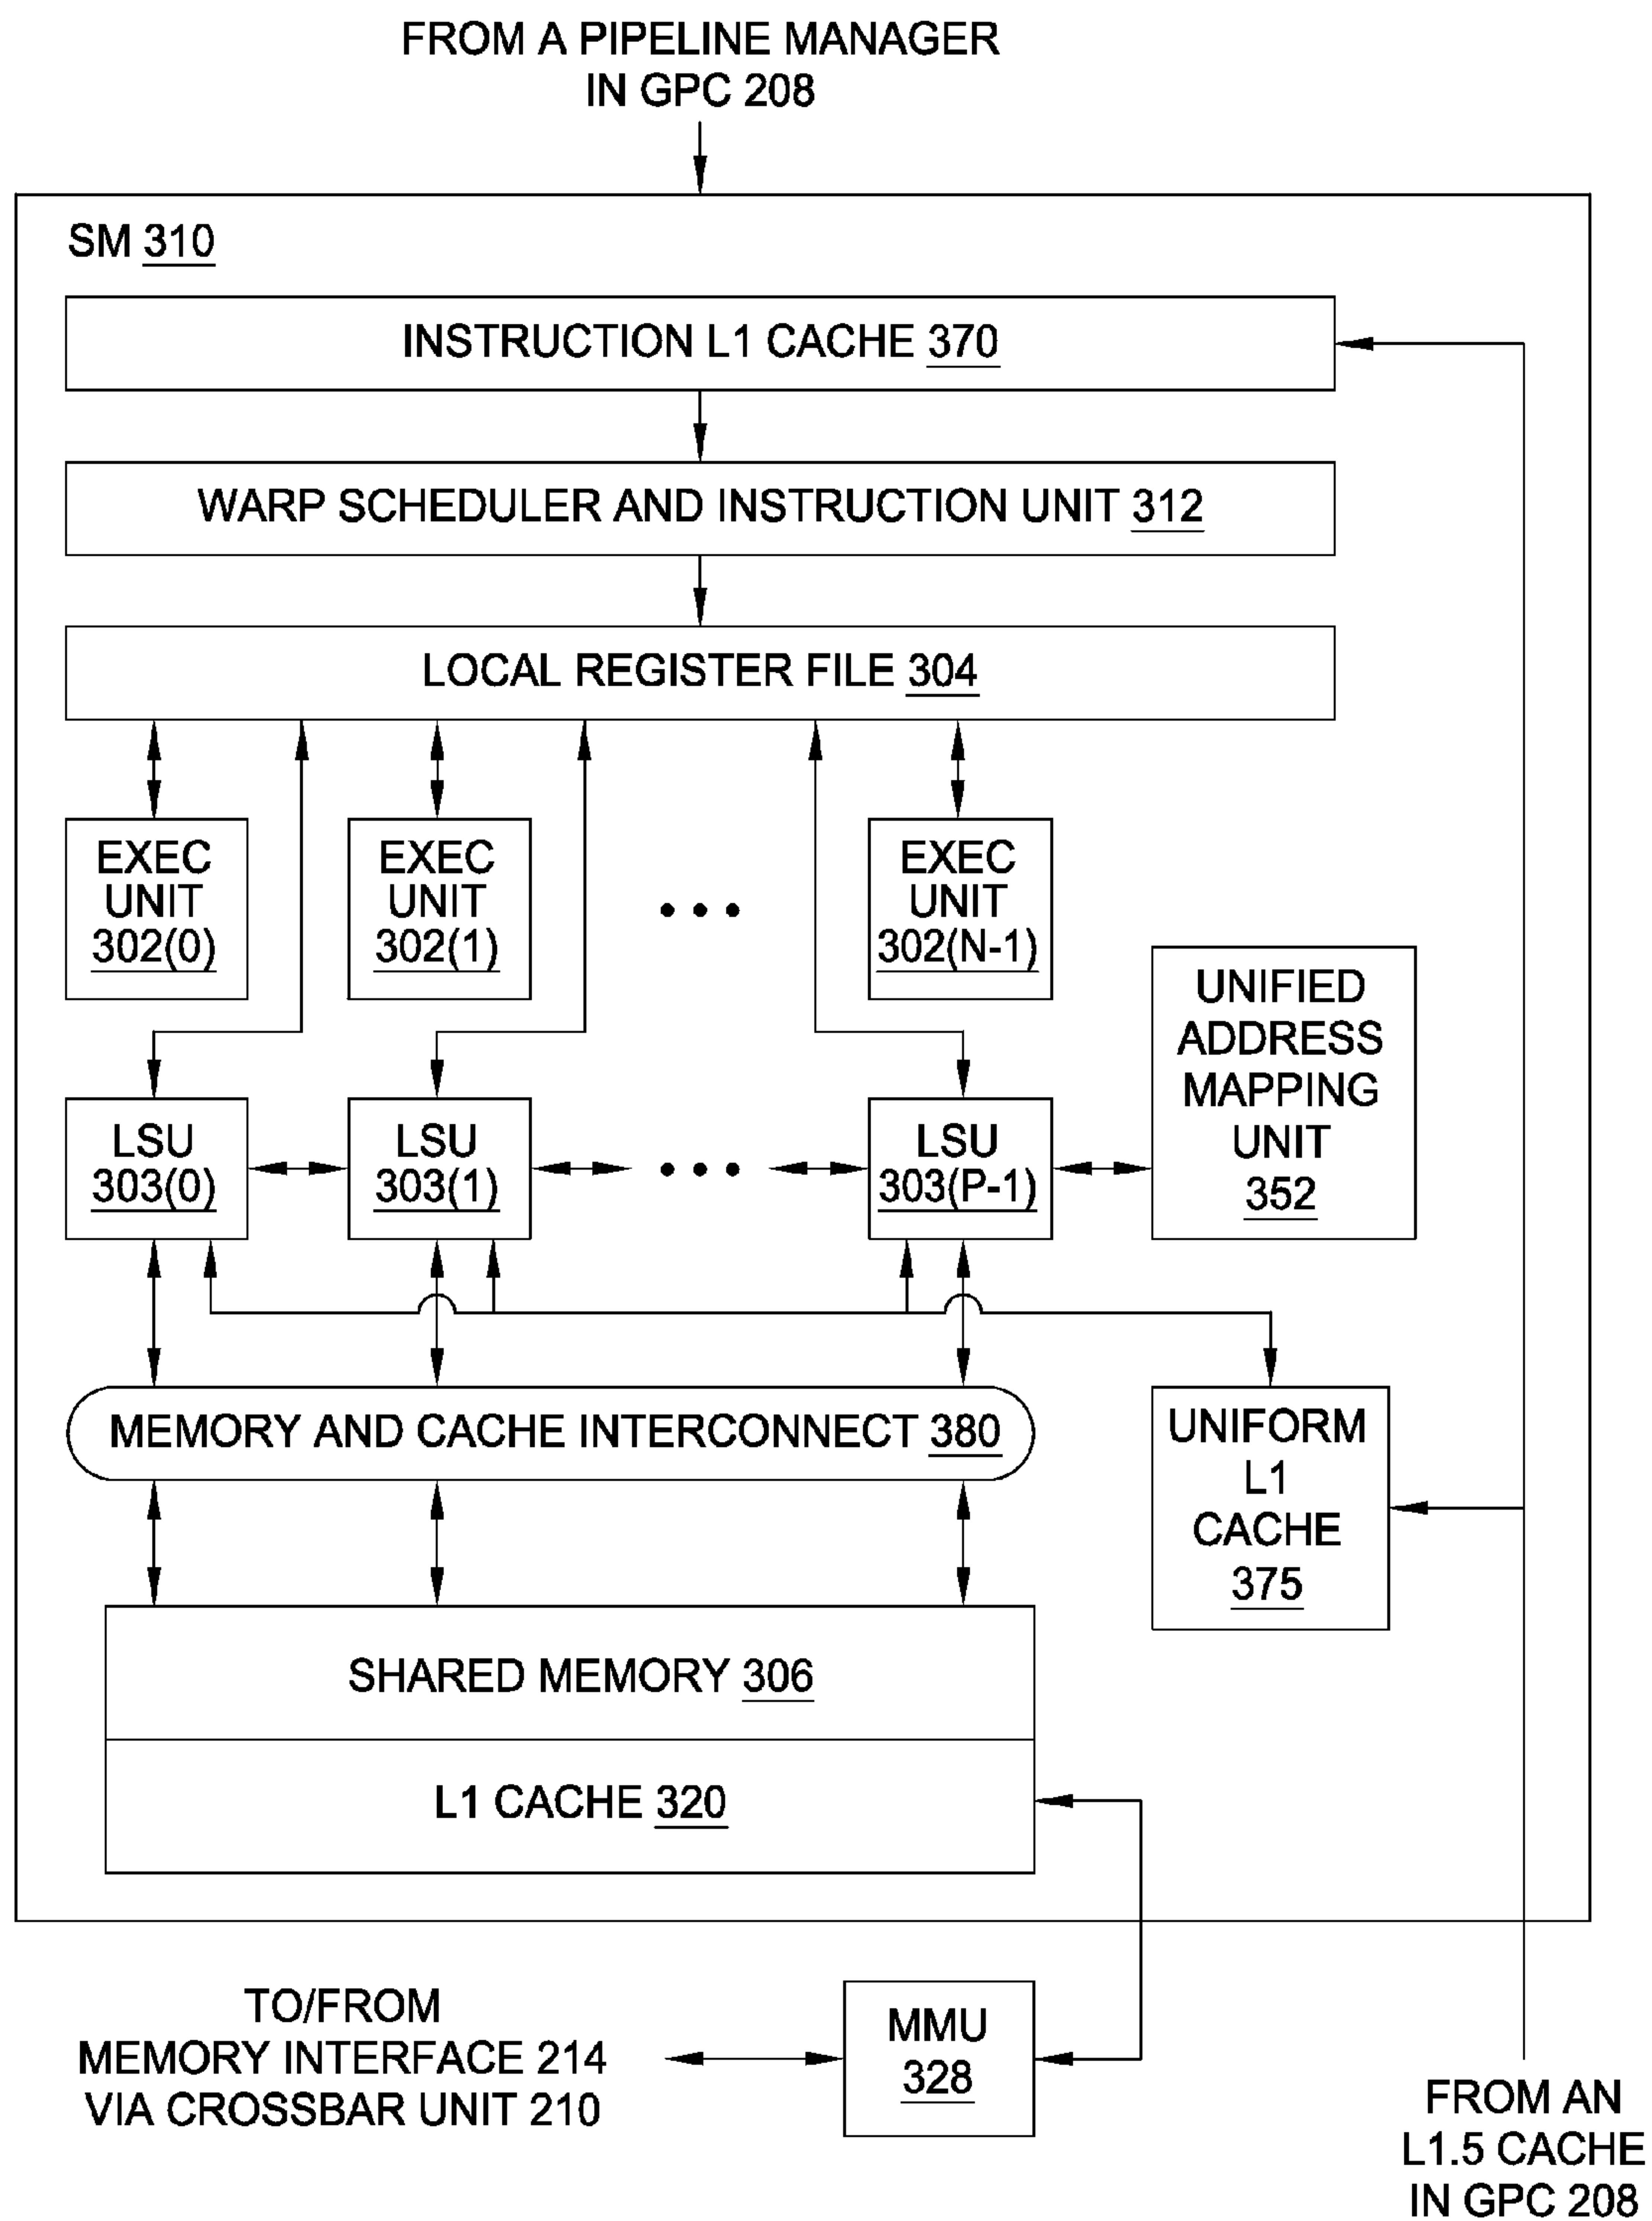 FROM A PIPELINE MANAGER
IN GPC 208
SM 310
INSTRUCTION L1 CACHE 370
WARP SCHEDULER AND INSTRUCTION UNIT 312
LOCAL REGISTER FILE 304
EXEC
UNIT
302(0)
EXEC
UNIT
302(1)
EXEC
UNIT
302(N-1)
UNIFIED
ADDRESS
MAPPING
UNIT
352
LSU
303(0)
LSU
303(1)
LSU
303(P-1)
MEMORY AND CACHE INTERCONNECT 380
UNIFORM
L1
CACHE
375
SHARED MEMORY 306
L1 CACHE 320
TO/FROM
MEMORY INTERFACE 214
VIA CROSSBAR UNIT 210
MMU
328
FROM AN
L1.5 CACHE
IN GPC 208